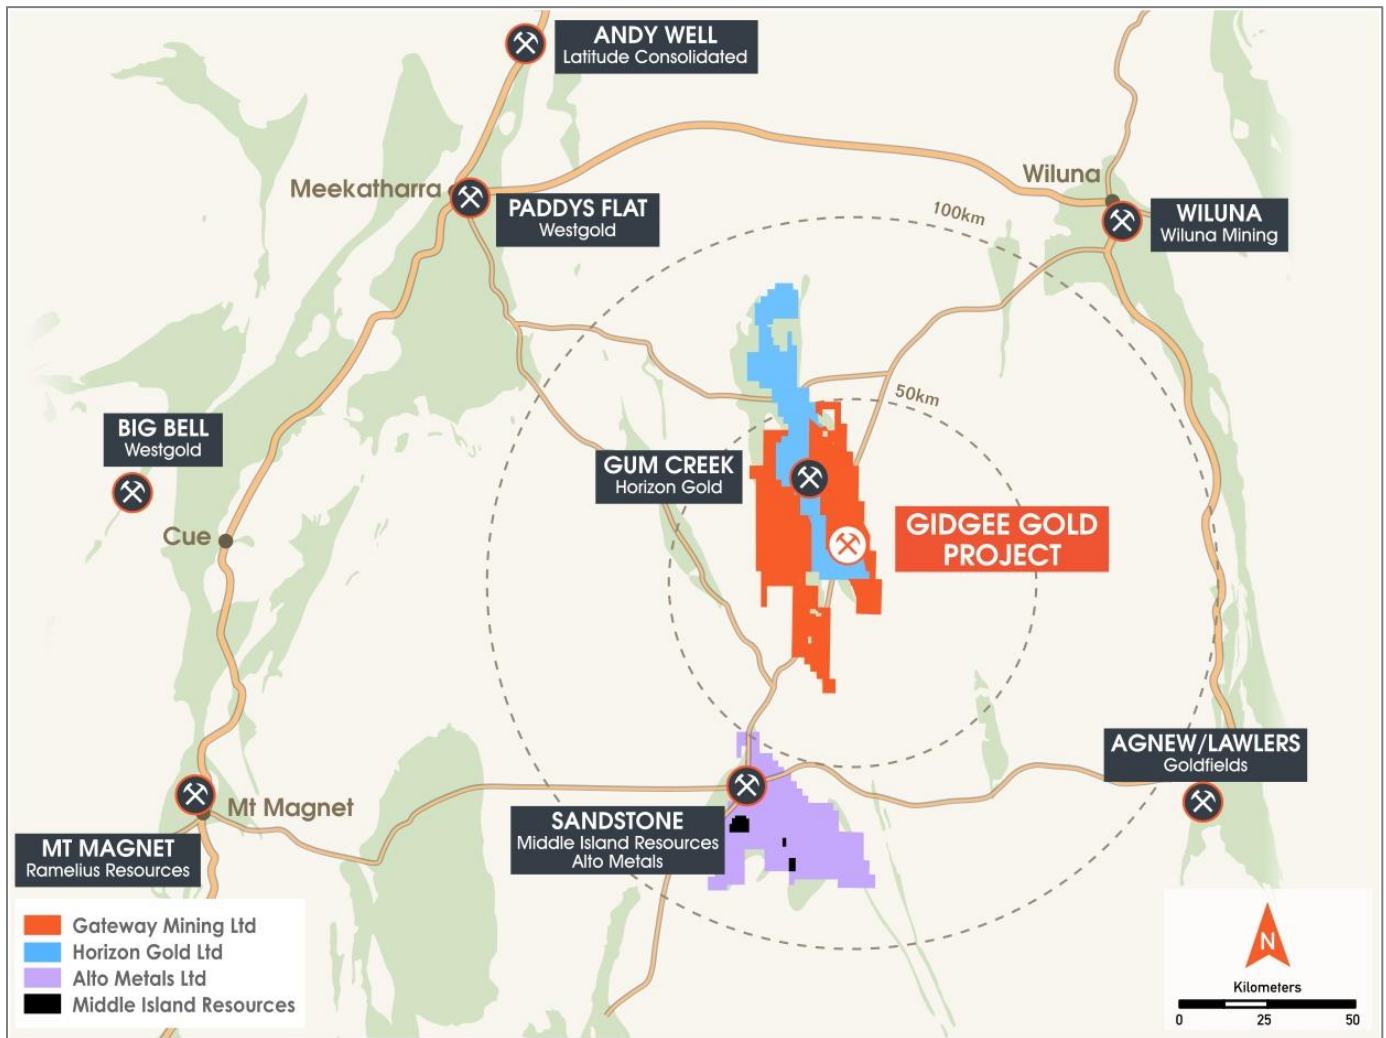 ANDY WELL
Latitude Consolidated
Meekatharra
PADDYS FLAT
Westgold
Wiluna
WILUNA
Wiluna Mining
100km
50km
BIG BELL
Westgold
GUM CREEK
Horizon Gold
Cue
GIDGEE GOLD
PROJECT
AGNEW/LAWLERS
Goldfields
Mt Magnet
MT MAGNET
Ramelius Resources
SANDSTONE
Middle Island Resources
Alto Metals
Gateway Mining Ltd
Horizon Gold Ltd
Alto Metals Ltd
Middle Island Resources
N
Kilometers
0 25 50